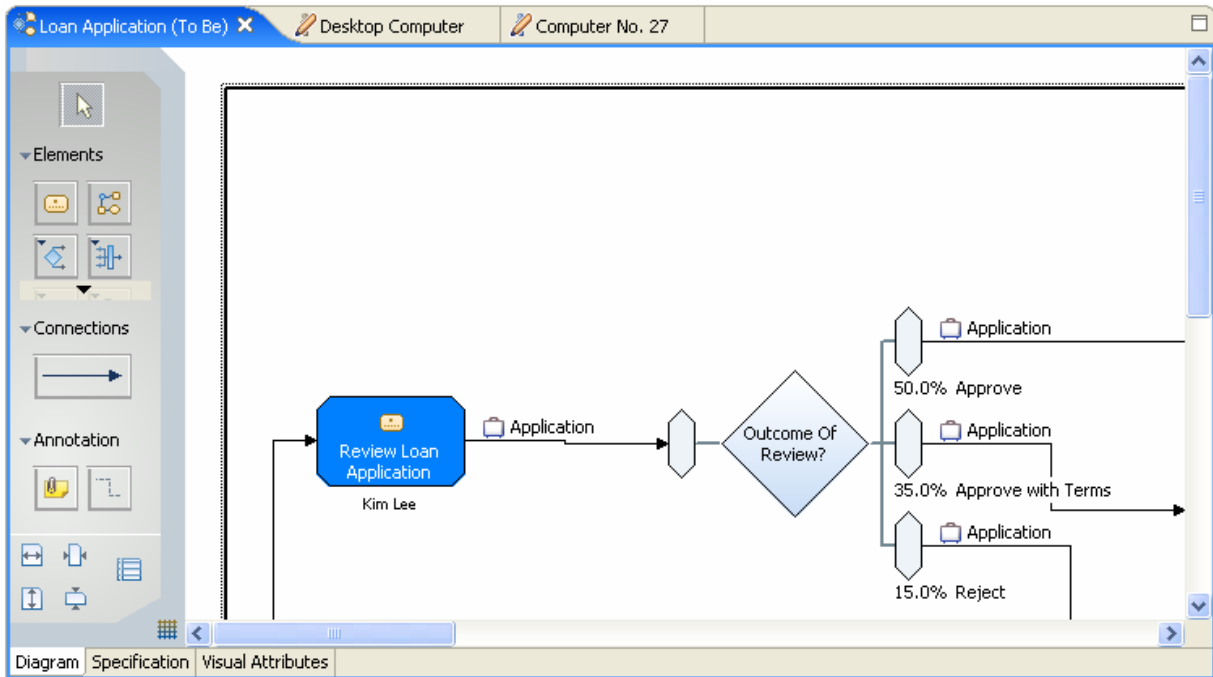 Loan Application (To Be)
Desktop Computer
Computer No. 27
Elements
Connections
Annotation
Review Loan
Application
Kim Lee
Application
Outcome Of
Review?
Application
50.0% Approve
Application
35.0% Approve with Terms
Application
15.0% Reject
Diagram
Specification
Visual Attributes